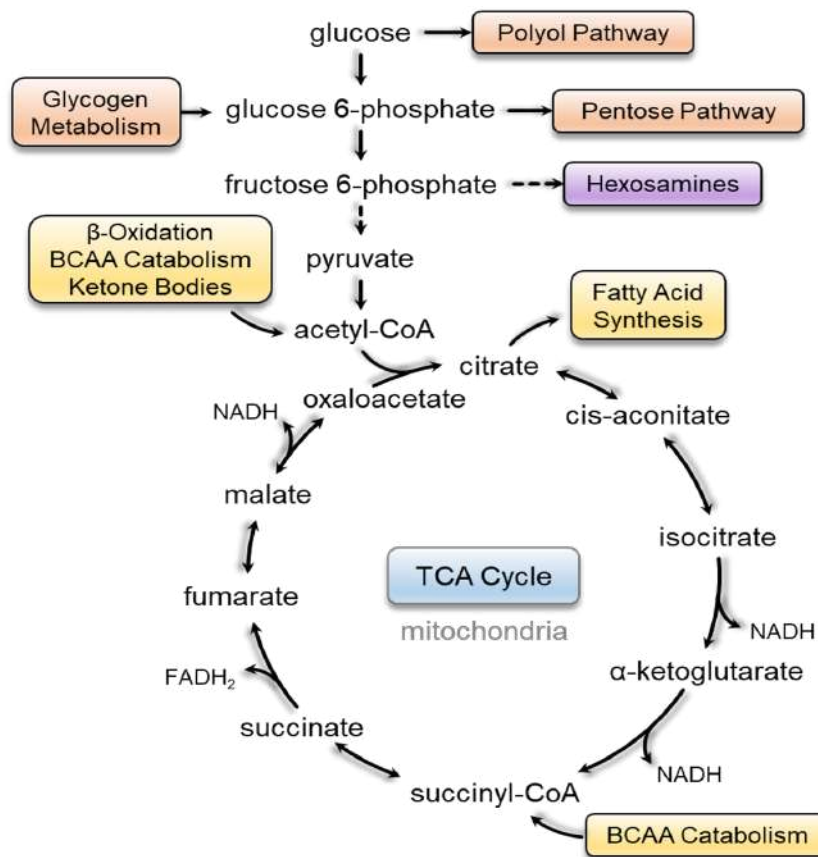 glucose
Polyol Pathway
Glycogen
Metabolism
glucose 6-phosphate
Pentose Pathway
fructose 6-phosphate
Hexosamines
β-Oxidation
BCAA Catabolism
Ketone Bodies
pyruvate
Fatty Acid
Synthesis
acetyl-CoA
citrate
oxaloacetate
NADH
cis-aconitate
malate
isocitrate
TCA Cycle
mitochondria
fumarate
NADH
α-ketoglutarate
FADH₂
succinate
NADH
succinyl-CoA
BCAA Catabolism